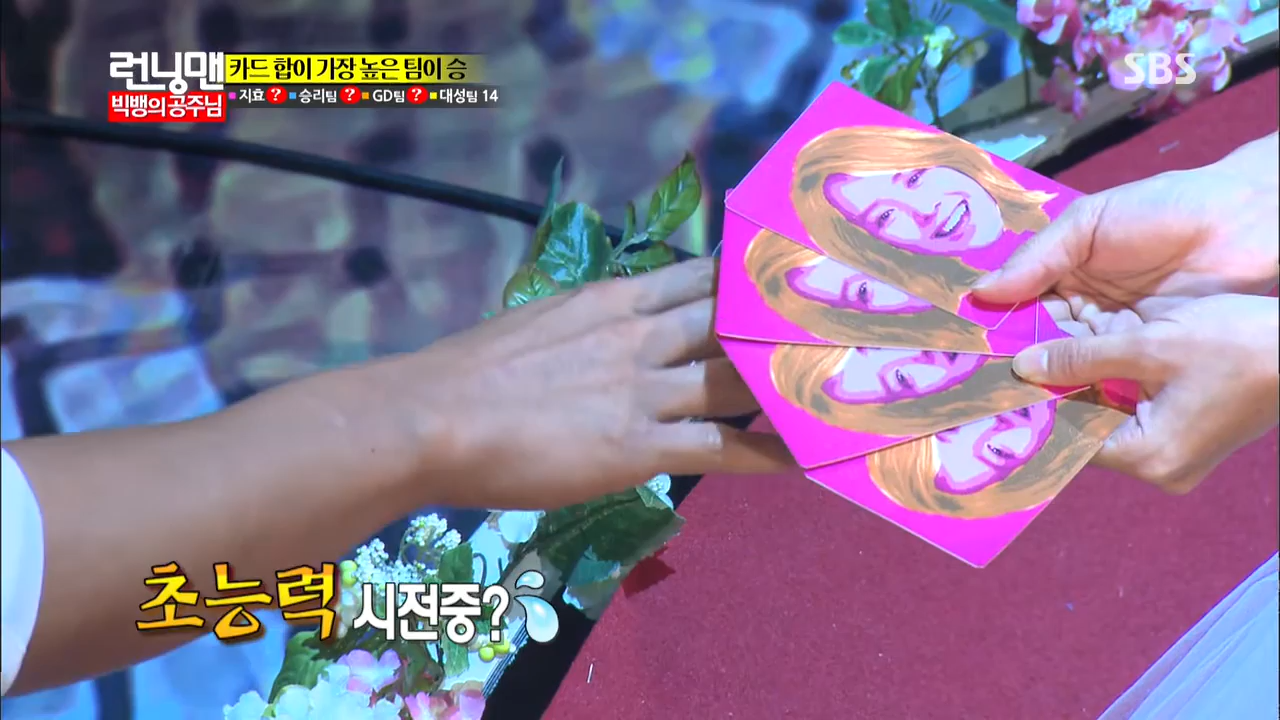 런닝맨 카드 합이 가장 높은 팀이 승
빅뱅의 공주님 지효 ? 승리팀 ? GD팀 ? 대성팀 14
SBS
초능력 시전중?